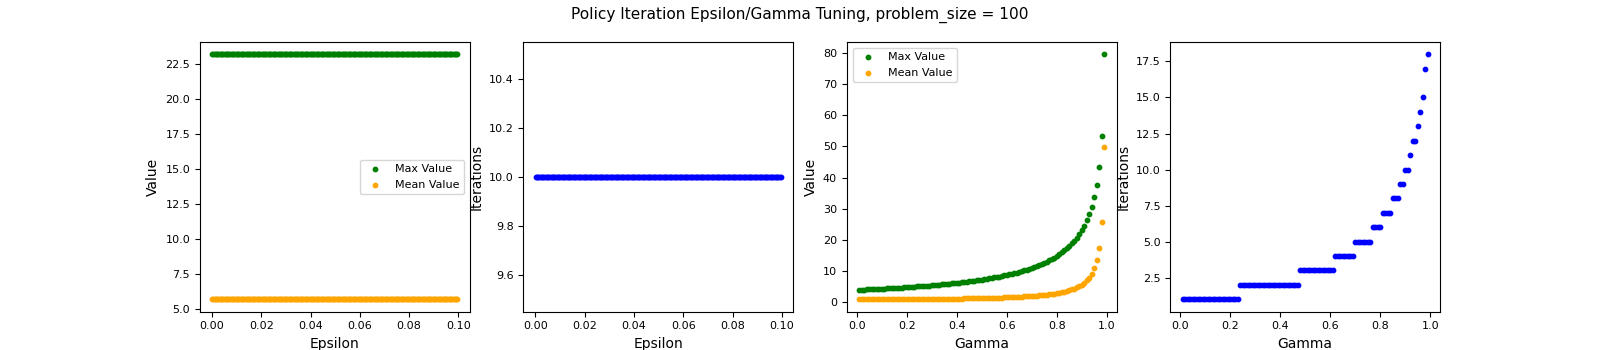 Policy Iteration Epsilon/Gamma Tuning, problem_size = 100
Value
22.5
20.0
17.5
15.0
12.5
10.0
7.5
5.0
Max Value
Mean Value
0.00 0.02 0.04 0.06 0.08 0.10
Epsilon
Iterations
10.4
10.2
10.0
9.8
9.6
0.00 0.02 0.04 0.06 0.08 0.10
Epsilon
Value
80
70
60
50
40
30
20
10
0
Max Value
Mean Value
0.0 0.2 0.4 0.6 0.8 1.0
Gamma
Iterations
17.5
15.0
12.5
10.0
7.5
5.0
2.5
0.0 0.2 0.4 0.6 0.8 1.0
Gamma